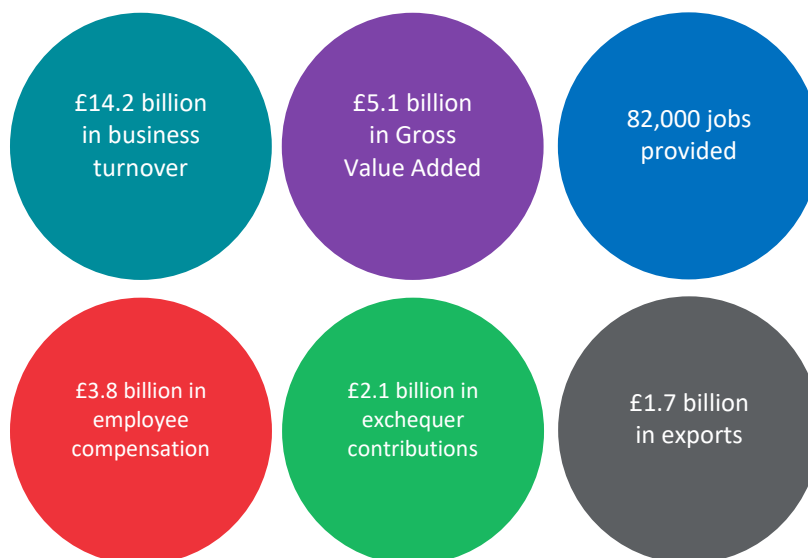 £14.2 billion
in business
turnover
£5.1 billion
in Gross
Value Added
82,000 jobs
provided
£3.8 billion in
employee
compensation
£2.1 billion in
exchequer
contributions
£1.7 billion
in exports